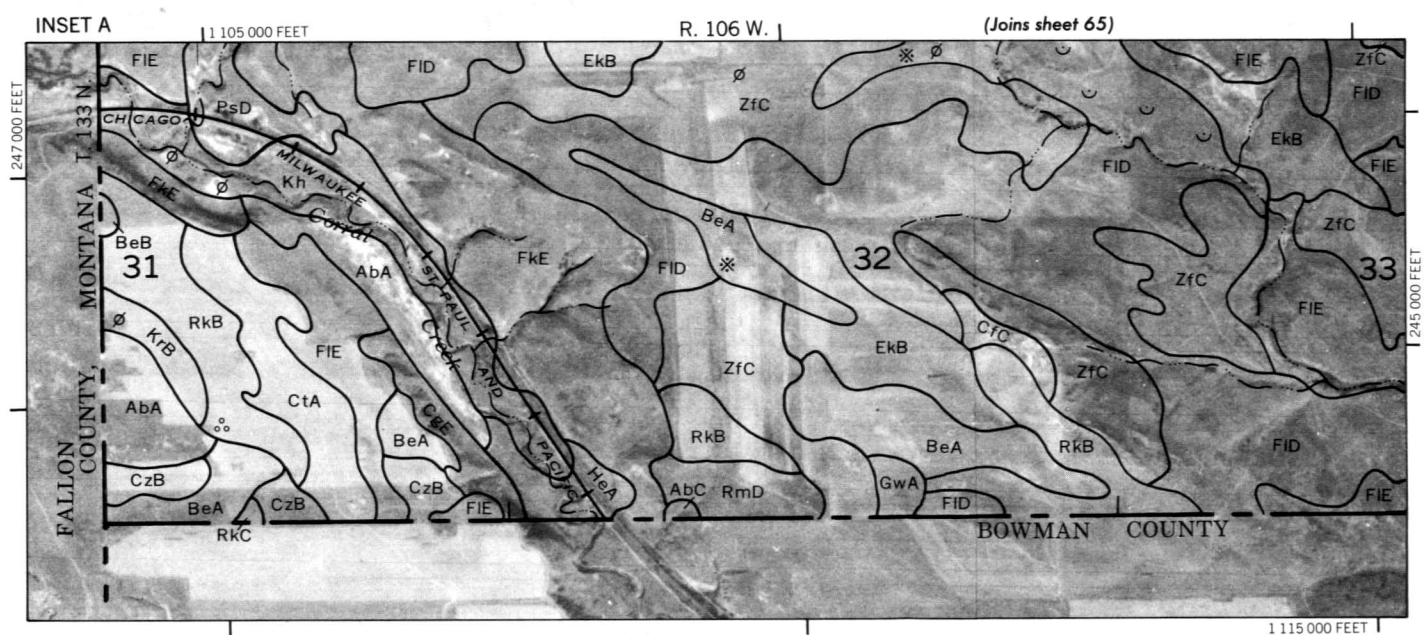 INSET A
1 105 000 FEET
R. 106 W.
(Joins sheet 65)
FlE
FlD
EkB
FlE
ZfC
PsD
ZfC
FlD
CHICAGO
T. 133 N.
247 000 FEET
EkB
MILWAUKEE
Kh
FlD
FlE
FkE
Corral
BeA
ZfC
BeB
31
AbA
ST. PAUL
FkE
FlD
32
ZfC
33
FlE
245 000 FEET
MONTANA
KrB
RkB
FlE
Creek
CfC
EkB
ZfC
ZfC
AND
AbA
CtA
CgE
BeA
RkB
BeA
RkB
FlD
PACIFIC
CzB
CzB
HeA
AbC
RmD
GwA
FlD
FlE
BeA
CzB
FlE
RkC
FALLON
COUNTY,
BOWMAN COUNTY
1 115 000 FEET